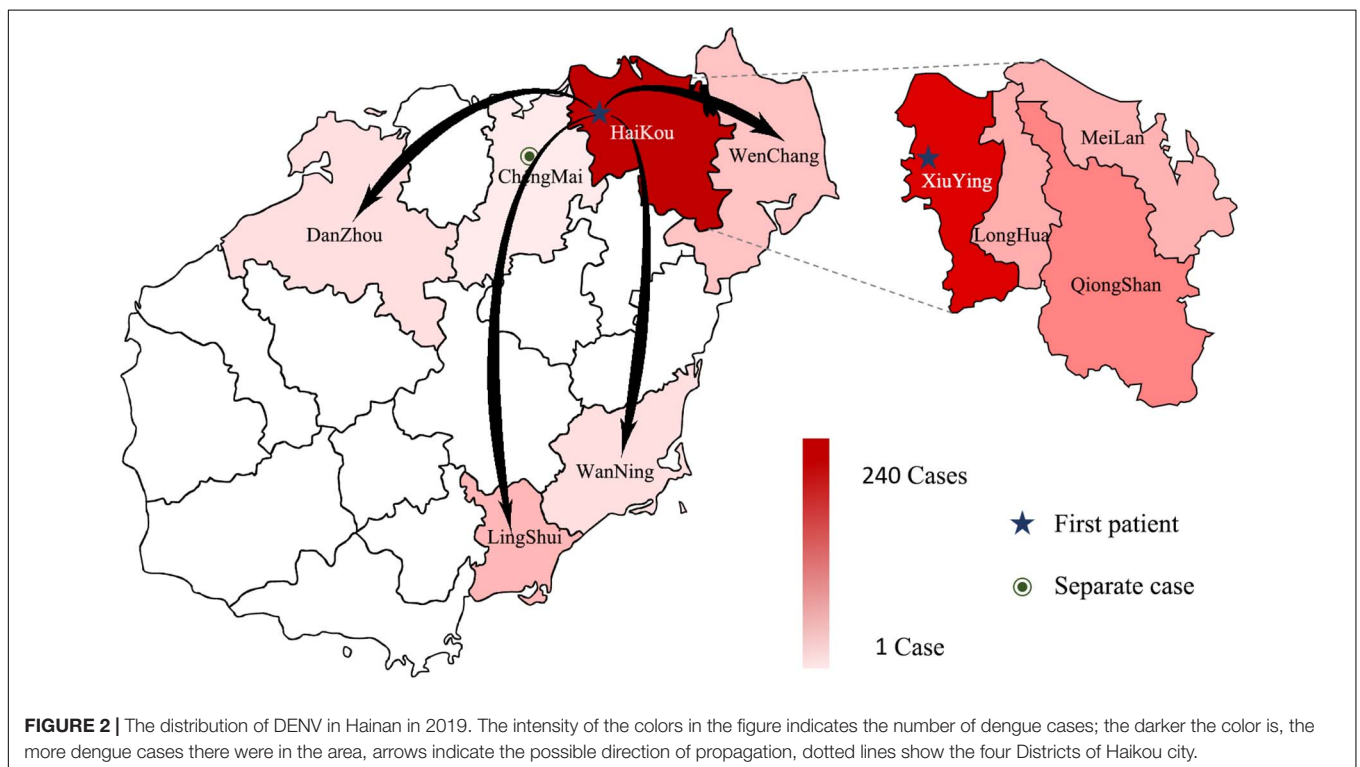 HaiKou
WenChang
ChengMai
DanZhou
WanNing
LingShui
MeiLan
XiuYing
LongHua
QiongShan
240 Cases
1 Case
First patient
Separate case
FIGURE 2 | The distribution of DENV in Hainan in 2019. The intensity of the colors in the figure indicates the number of dengue cases; the darker the color is, the
more dengue cases there were in the area, arrows indicate the possible direction of propagation, dotted lines show the four Districts of Haikou city.